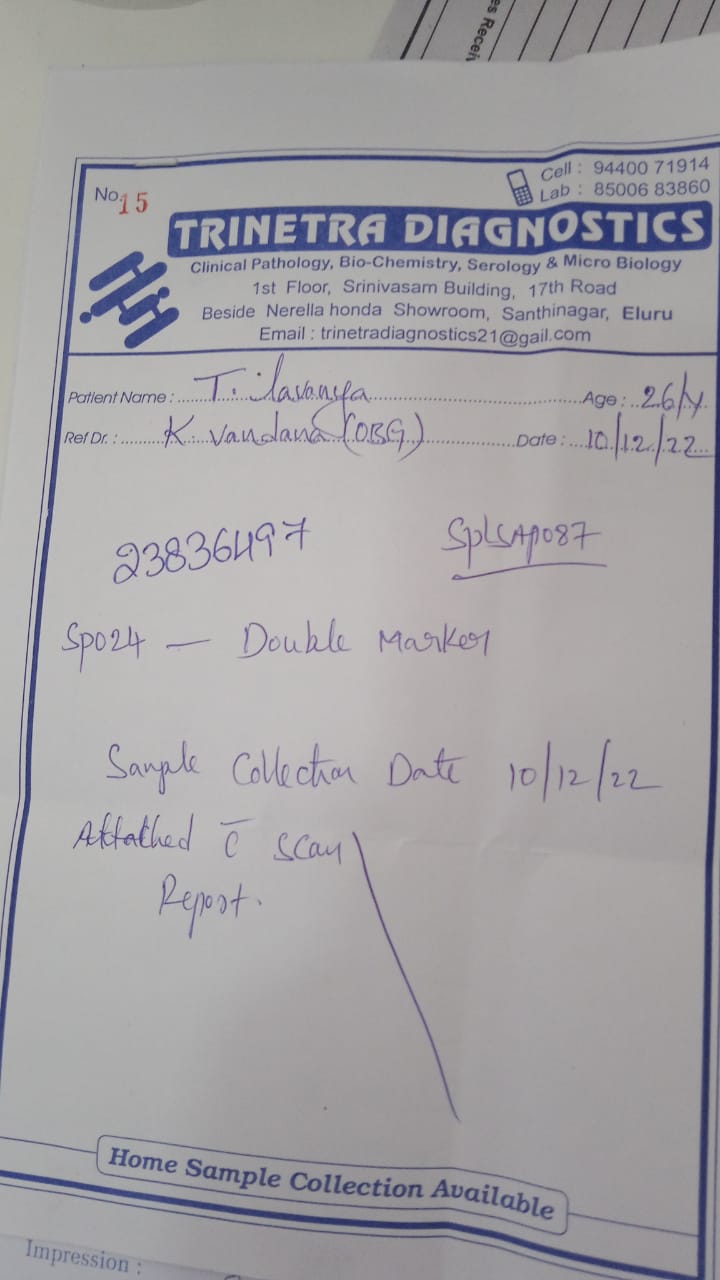 es Receiv
No. 15
Cell : 94400 71914
Lab : 85006 83860
TRINETRA DIAGNOSTICS
Clinical Pathology, Bio-Chemistry, Serology & Micro Biology
1st Floor, Srinivasam Building, 17th Road
Beside Nerella honda Showroom, Santhinagar, Eluru
Email : trinetradiagnostics21@gail.com
Patient Name : T. Lavanya Age : 26/y.
Ref Dr. : K. Vandana (OBG) Date : 10/12/22
23836497 SPLSAP087
SP024 — Double Marker
Sample Collection Date 10/12/22
Attached c̄ scan
Report.
Home Sample Collection Available
Impression :